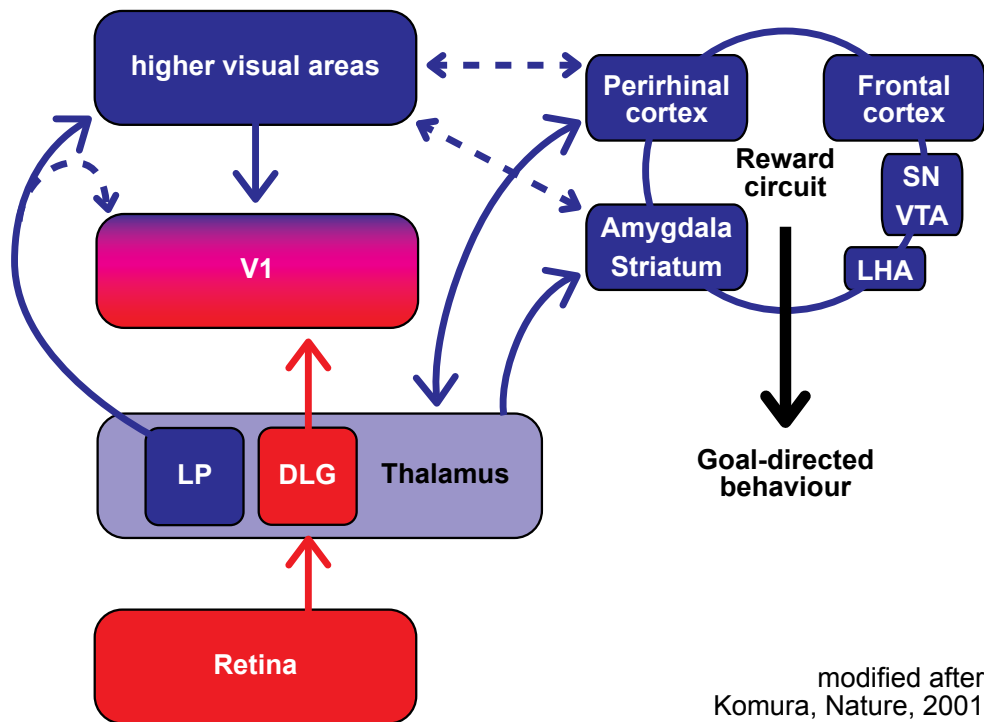 higher visual areas
Perirhinal
cortex
Frontal
cortex
Reward
circuit
SN
VTA
V1
Amygdala
Striatum
LHA
LP
DLG
Thalamus
Goal-directed
behaviour
Retina
modified after
Komura, Nature, 2001